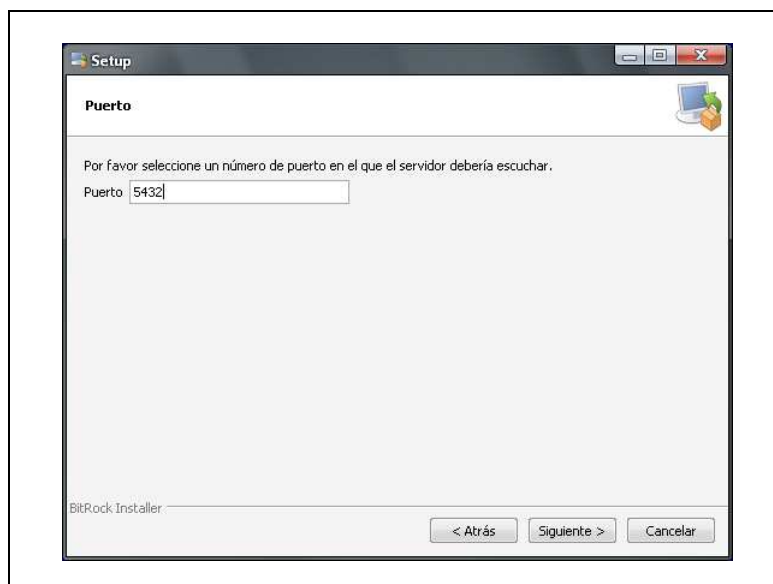 Setup
Puerto
Por favor seleccione un número de puerto en el que el servidor debería escuchar.
Puerto 5432
BitRock Installer
< Atrás Siguiente > Cancelar